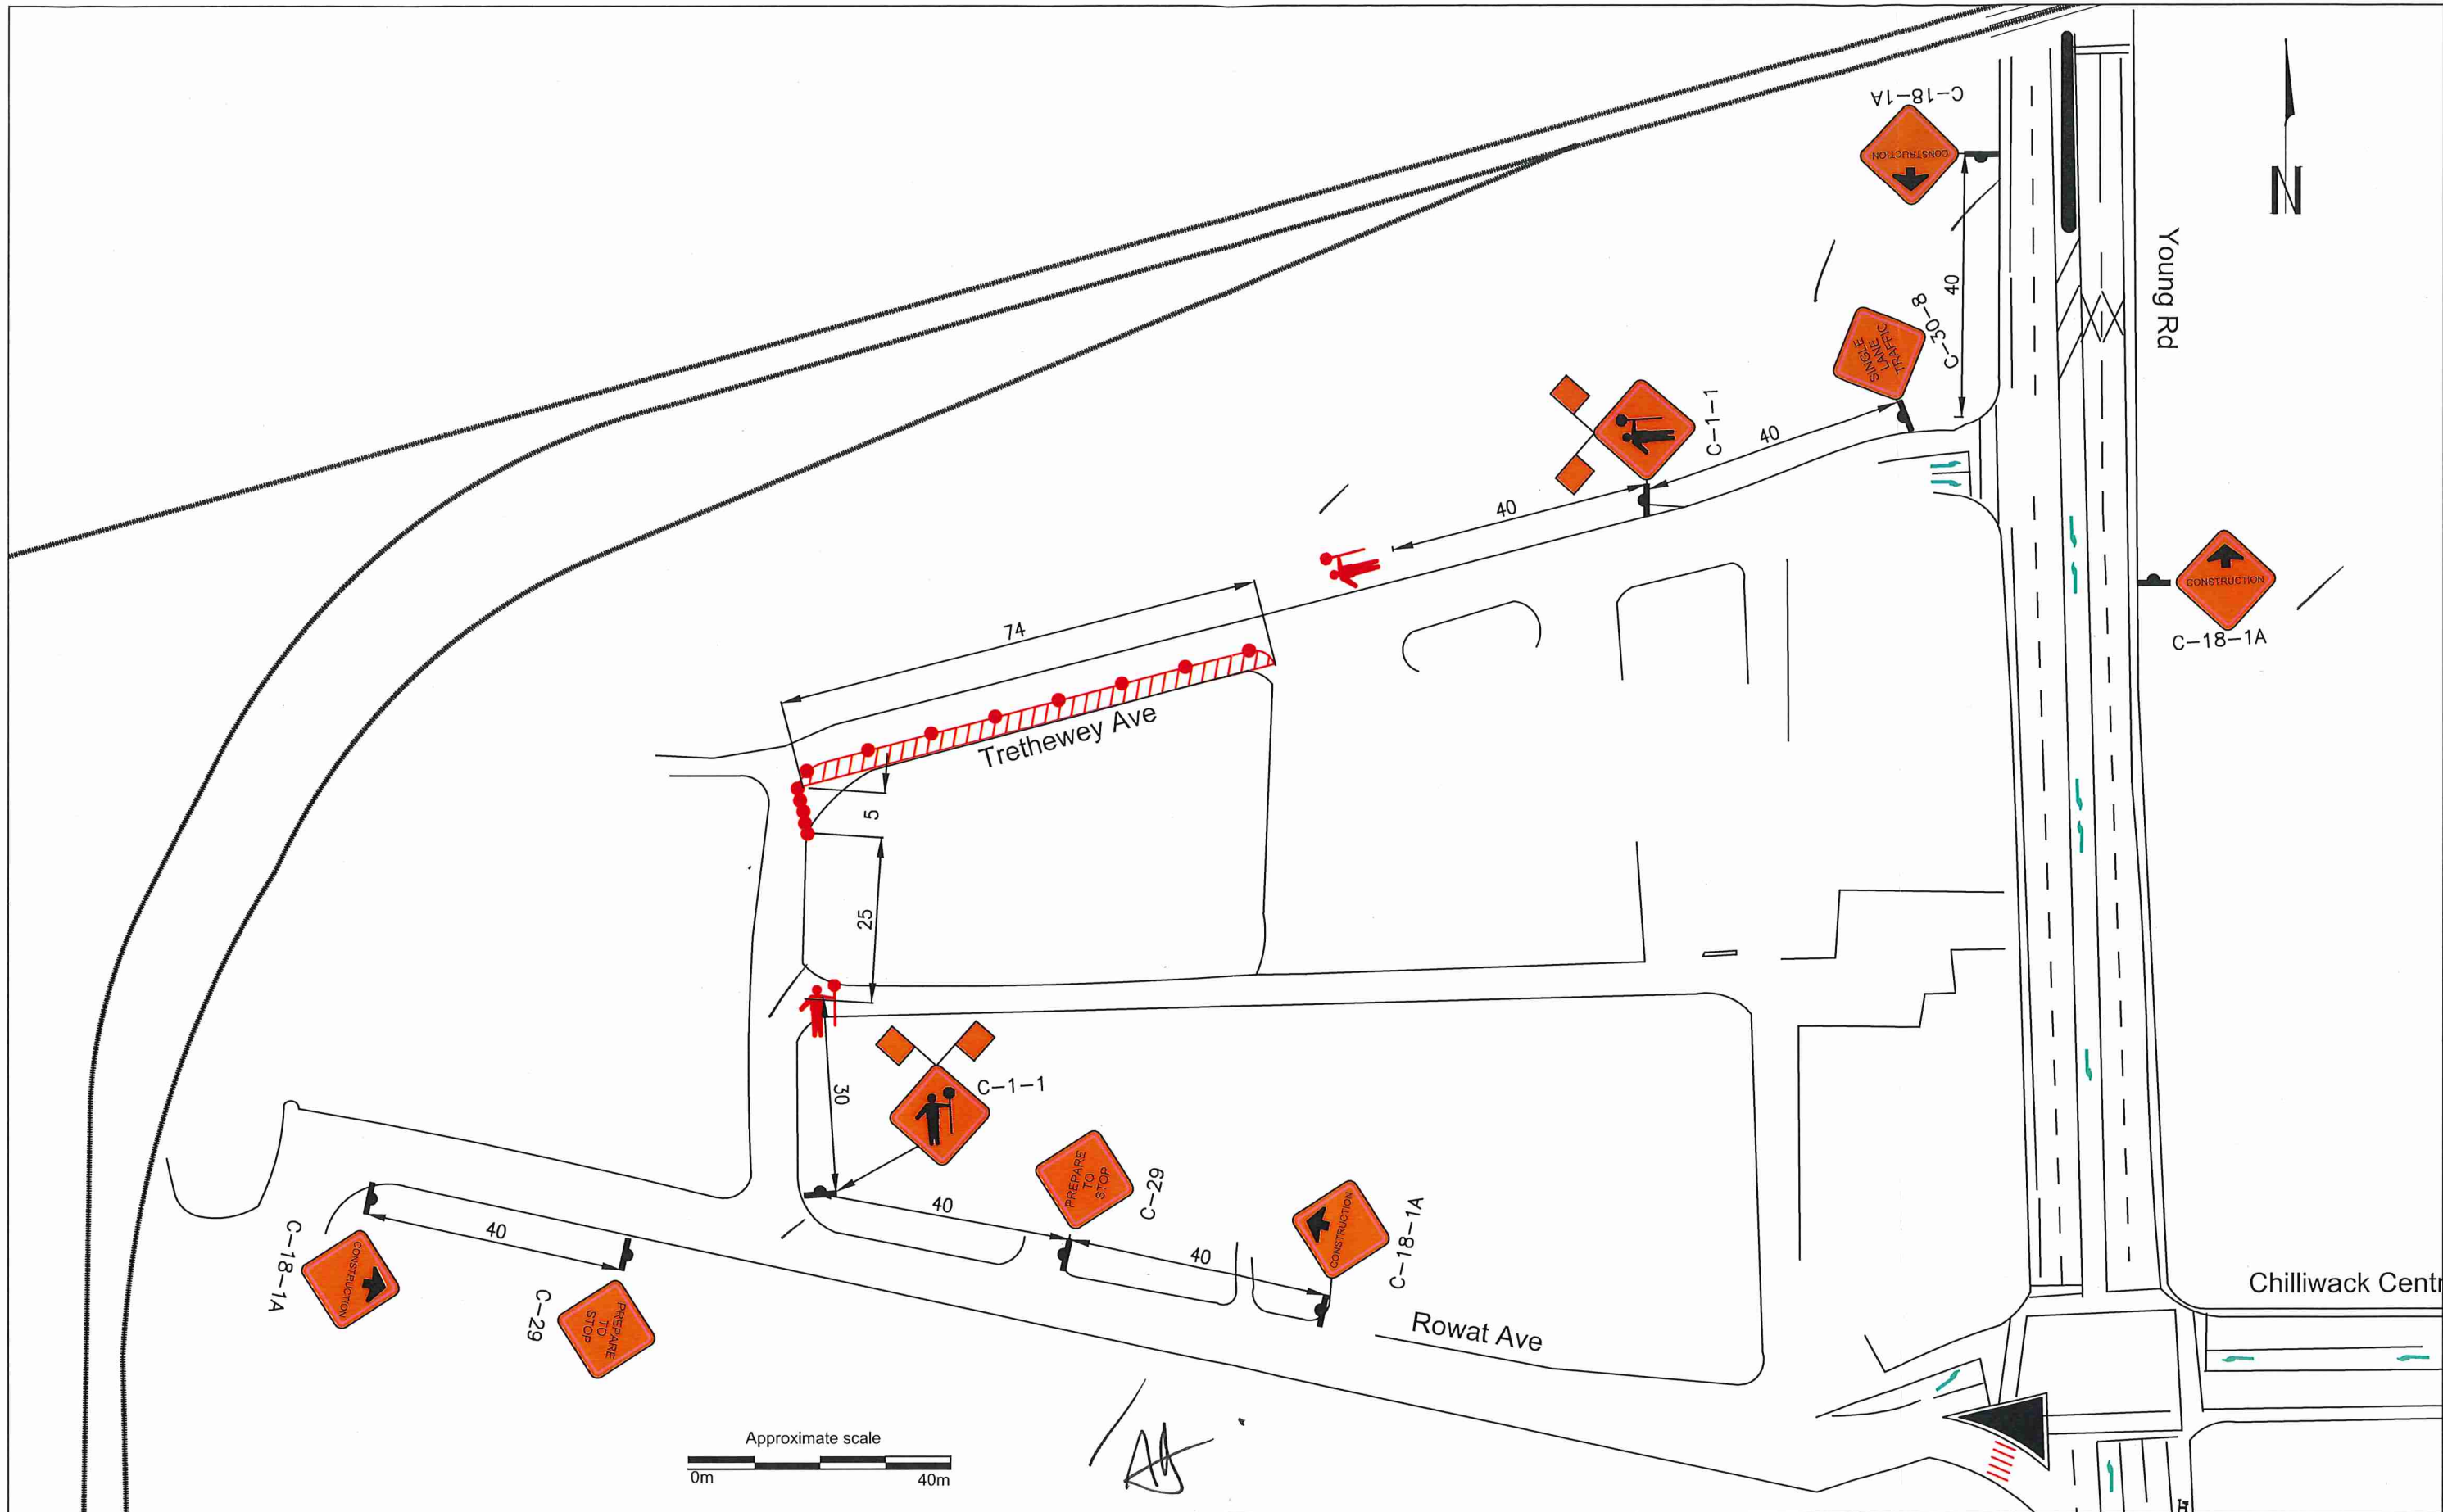 C-18-1A
CONSTRUCTION
N
Young Rd
40
C-30-8
SINGLE
LANE
TRAFFIC
C-1-1
40
40
CONSTRUCTION
C-18-1A
74
Trethewey Ave
5
25
30
C-1-1
PREPARE
TO
STOP
C-29
40
CONSTRUCTION
C-18-1A
40
40
C-18-1A
CONSTRUCTION
C-29
PREPARE
TO
STOP
Rowat Ave
Chilliwack Centr
Approximate scale
0m
40m